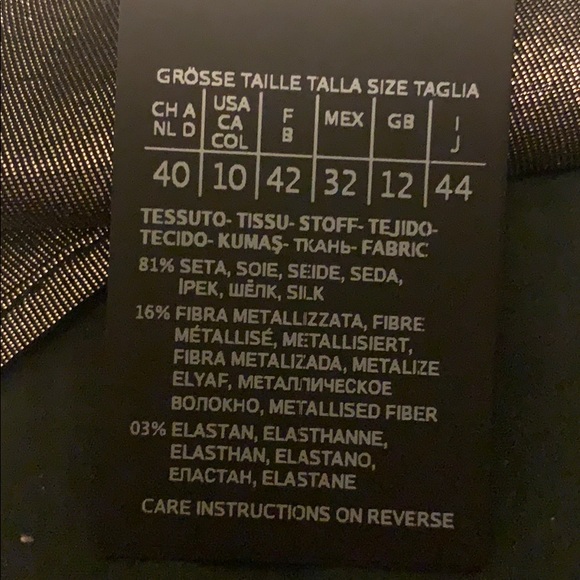 GRÖSSE TAILLE TALLA SIZE TAGLIA
CH A NL D | USA CA COL | F B | MEX | GB | I J
40 | 10 | 42 | 32 | 12 | 44
TESSUTO- TISSU- STOFF- TEJIDO-
TECIDO- KUMAŞ- ТКАНЬ- FABRIC
81% SETA, SOIE, SEIDE, SEDA,
İPEK, ШЁЛК, SILK
16% FIBRA METALLIZZATA, FIBRE
MÉTALLISÉ, METALLISIERT,
FIBRA METALIZADA, METALIZE
ELYAF, МЕТАЛЛИЧЕСКОЕ
ВОЛОКНО, METALLISED FIBER
03% ELASTAN, ELASTHANNE,
ELASTHAN, ELASTANO,
ЕПАСТАН, ELASTANE
CARE INSTRUCTIONS ON REVERSE